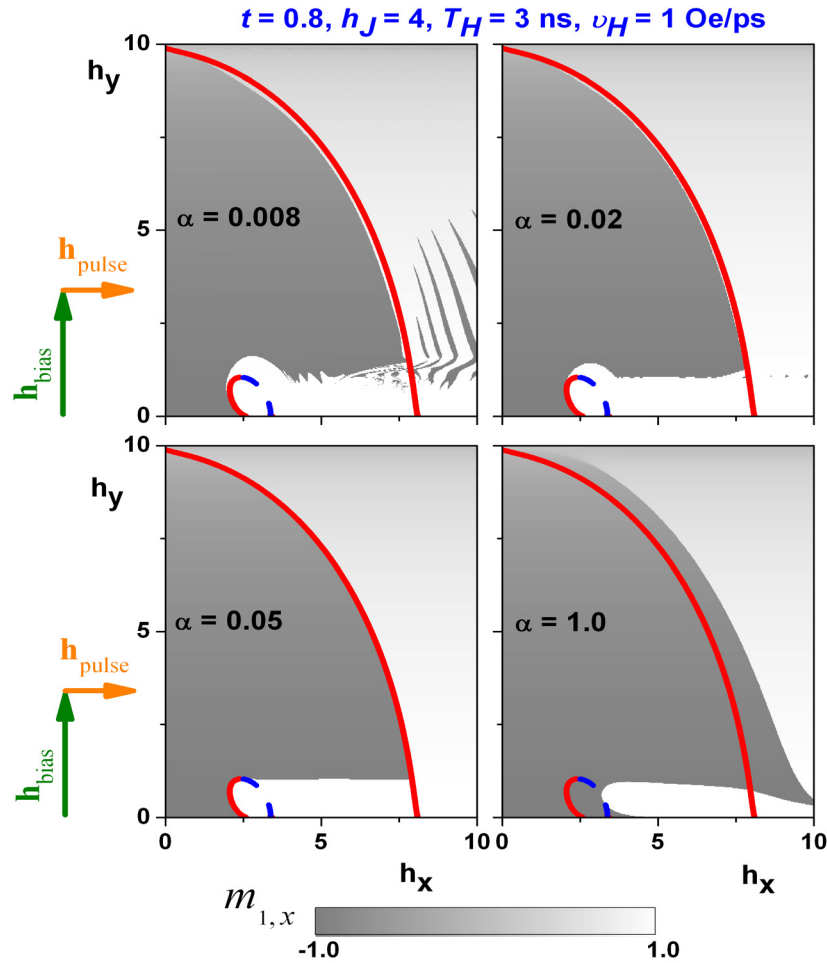 t = 0.8, h_J = 4, T_H = 3 ns, υ_H = 1 Oe/ps
10
h_y
5
0
α = 0.008
α = 0.02
h_pulse
h_bias
10
h_y
5
0
α = 0.05
α = 1.0
h_pulse
h_bias
0 5 10
0 5 10
h_x
h_x
m_1, x
-1.0
1.0